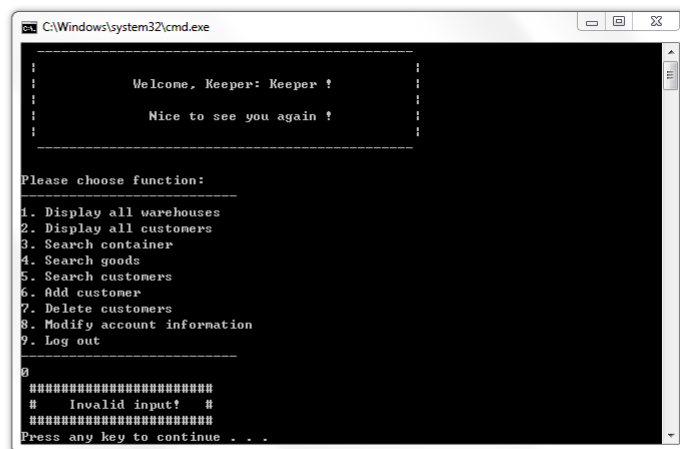 C:\Windows\system32\cmd.exe
Welcome, Keeper: Keeper !
Nice to see you again !
Please choose function:
1. Display all warehouses
2. Display all customers
3. Search container
4. Search goods
5. Search customers
6. Add customer
7. Delete customers
8. Modify account information
9. Log out
0
#######################
#    Invalid input!   #
#######################
Press any key to continue . . .